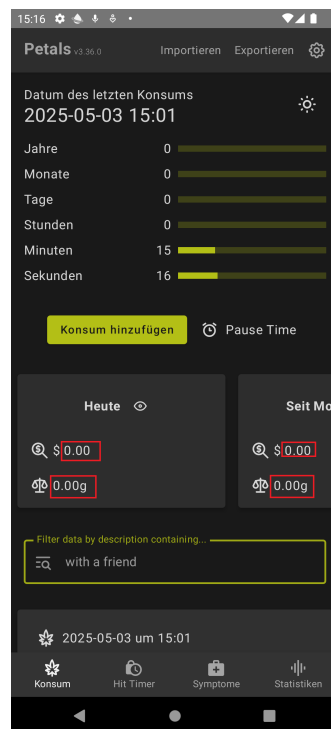 15:16
Petals v3.36.0 Importieren Exportieren
Datum des letzten Konsums
2025-05-03 15:01
Jahre 0
Monate 0
Tage 0
Stunden 0
Minuten 15
Sekunden 16
Konsum hinzufügen Pause Time
Heute Seit Mo
$ 0.00 $ 0.00
0.00g 0.00g
Filter data by description containing...
with a friend
2025-05-03 um 15:01
Konsum Hit Timer Symptome Statistiken